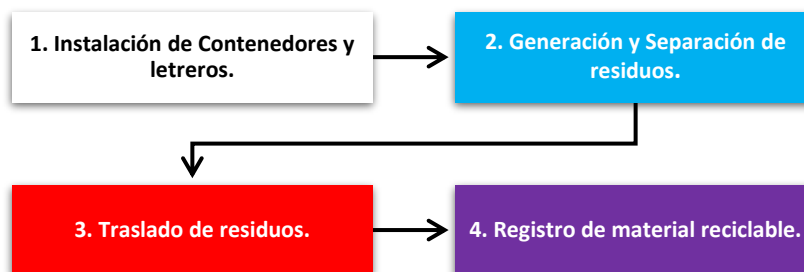 1. Instalación de Contenedores y
letreros.
2. Generación y Separación de
residuos.
3. Traslado de residuos.
4. Registro de material reciclable.